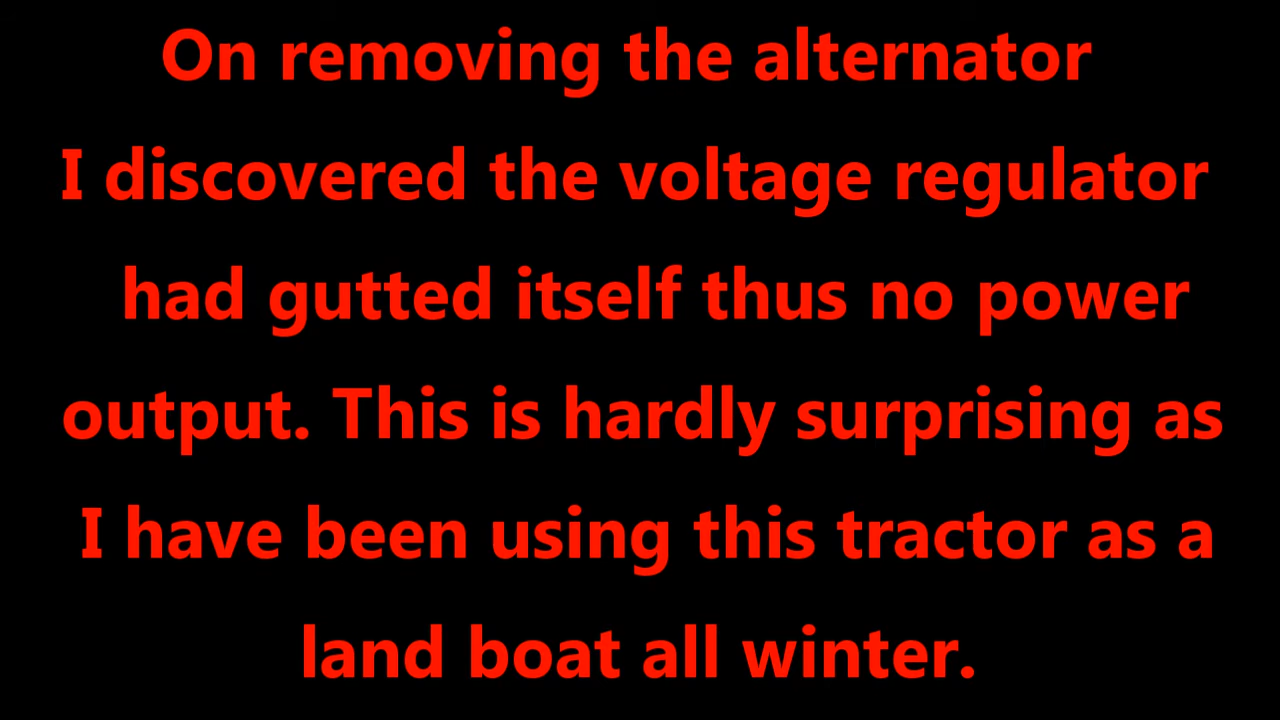 On removing the alternator
I discovered the voltage regulator
had gutted itself thus no power
output. This is hardly surprising as
I have been using this tractor as a
land boat all winter.